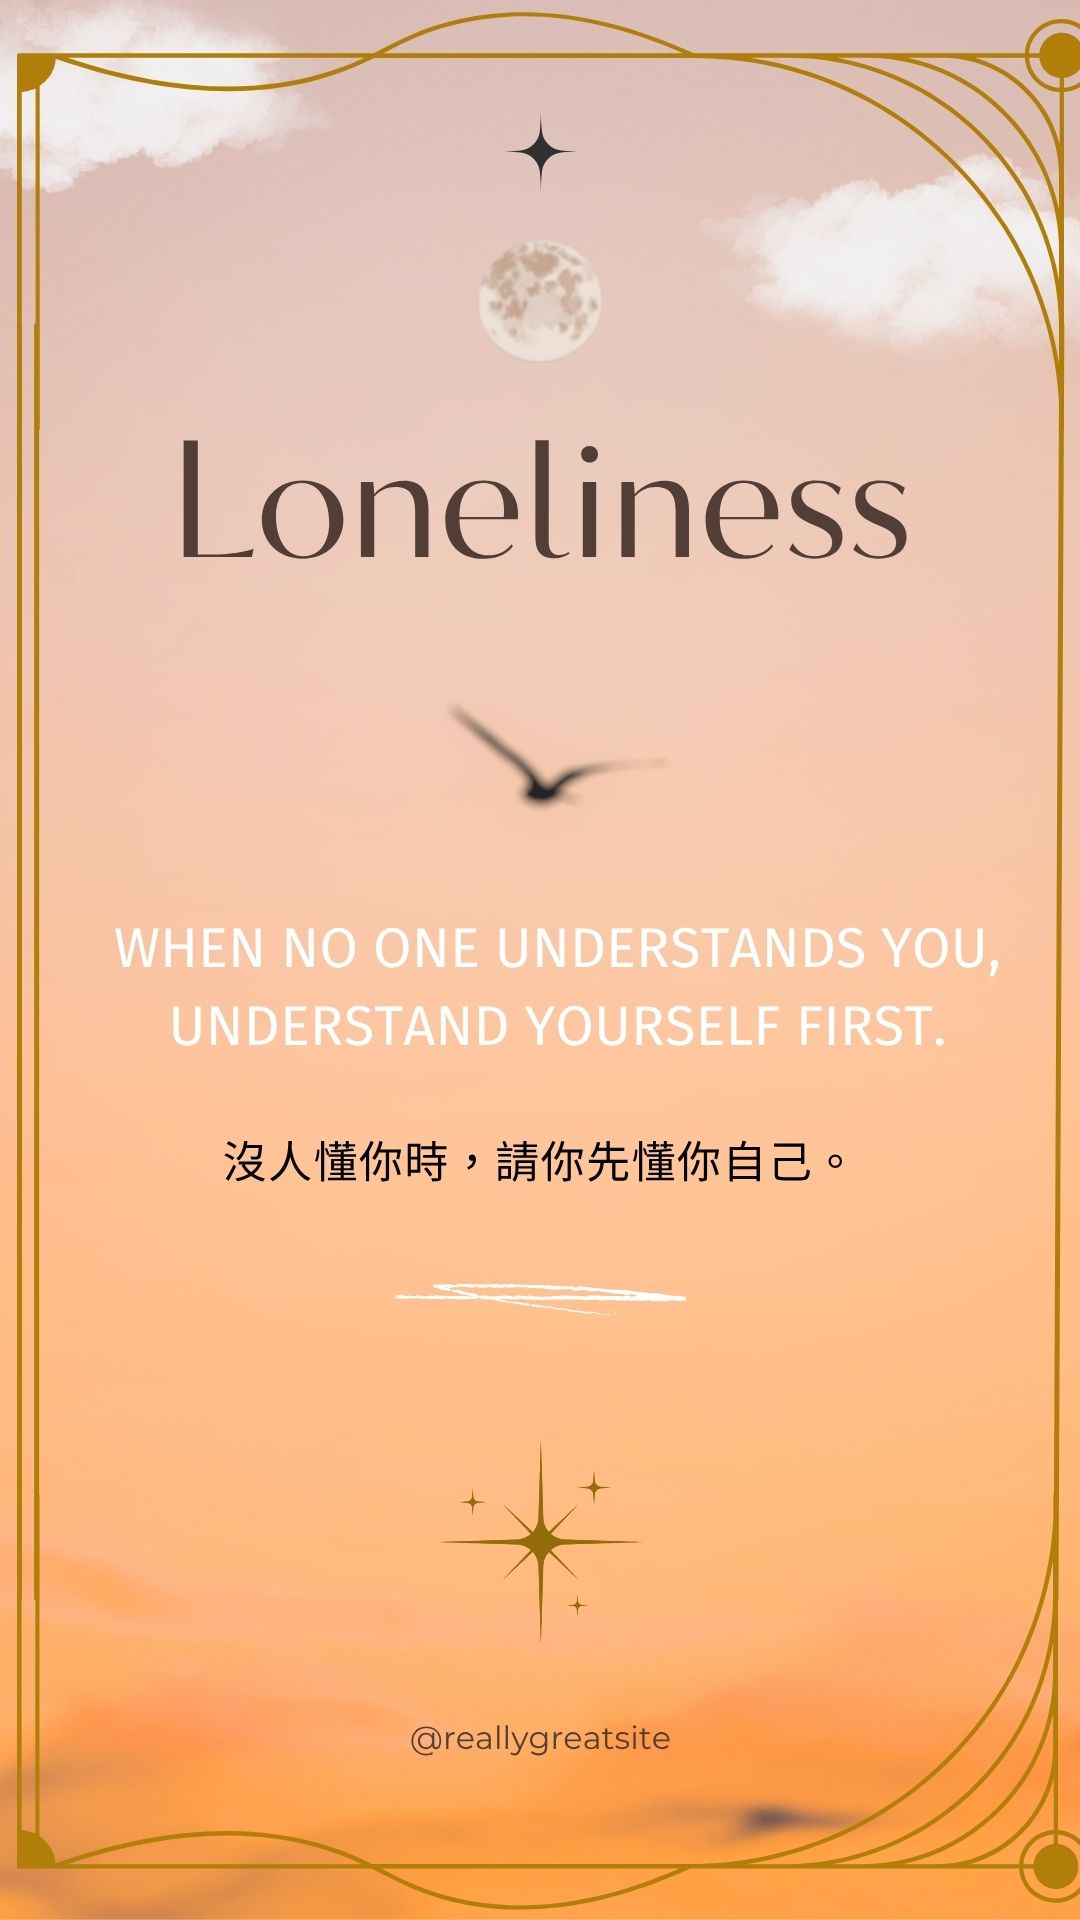 Loneliness
WHEN NO ONE UNDERSTANDS YOU,
UNDERSTAND YOURSELF FIRST.
沒人懂你時，請你先懂你自己。
@reallygreatsite